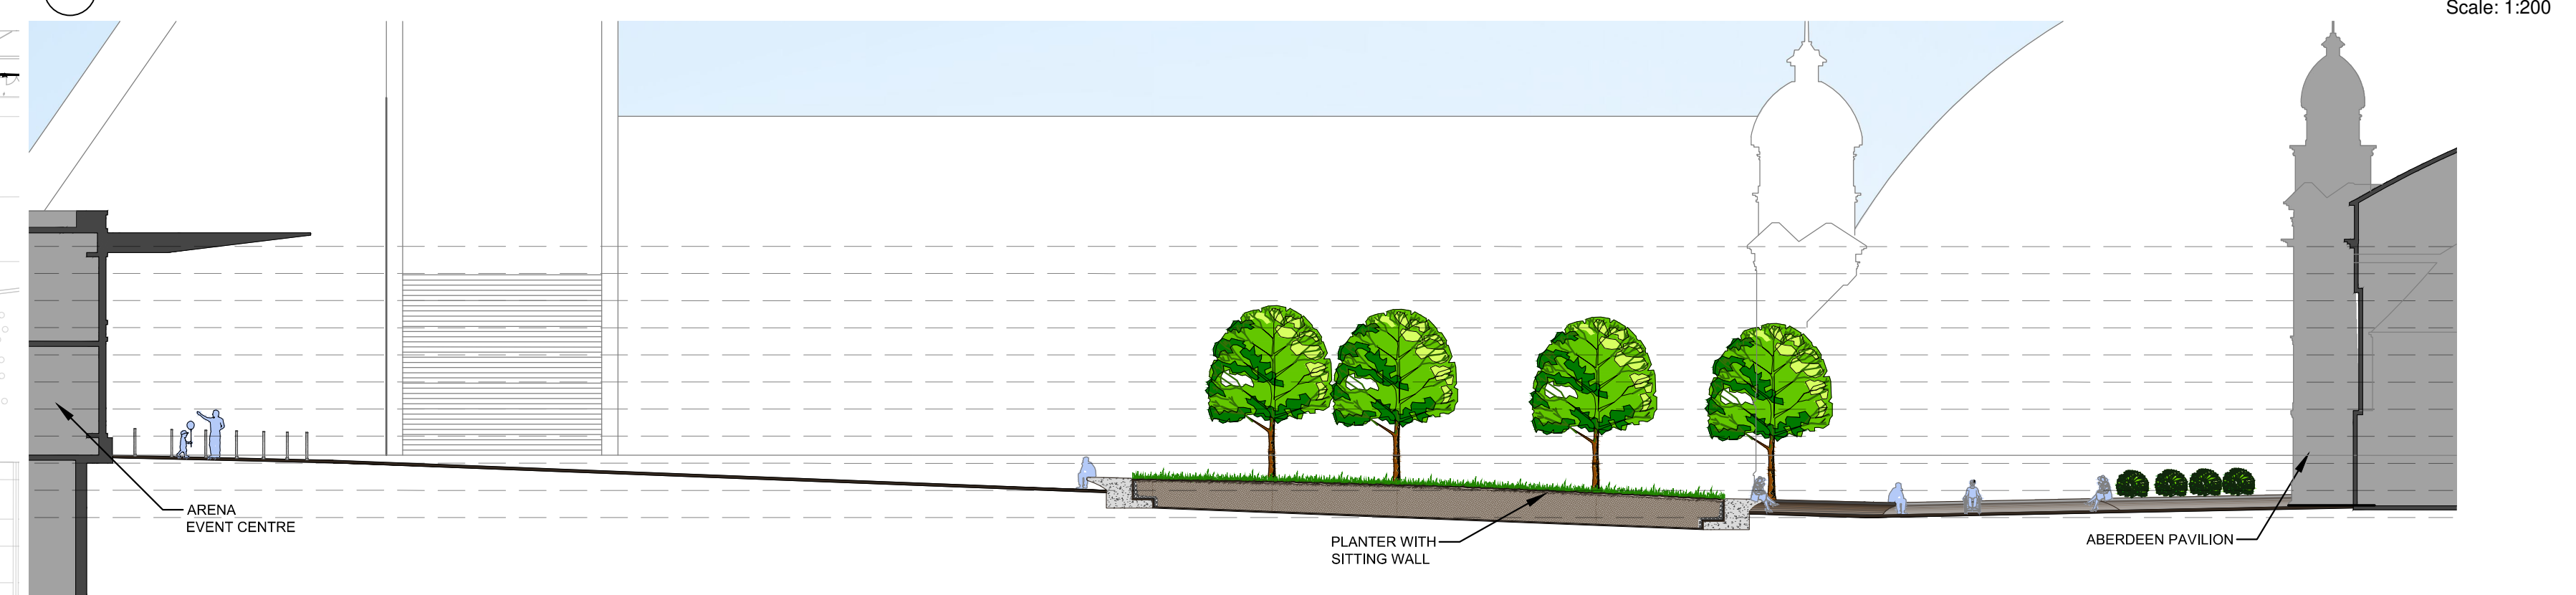 Scale: 1:200
ARENA
EVENT CENTRE
PLANTER WITH
SITTING WALL
ABERDEEN PAVILION